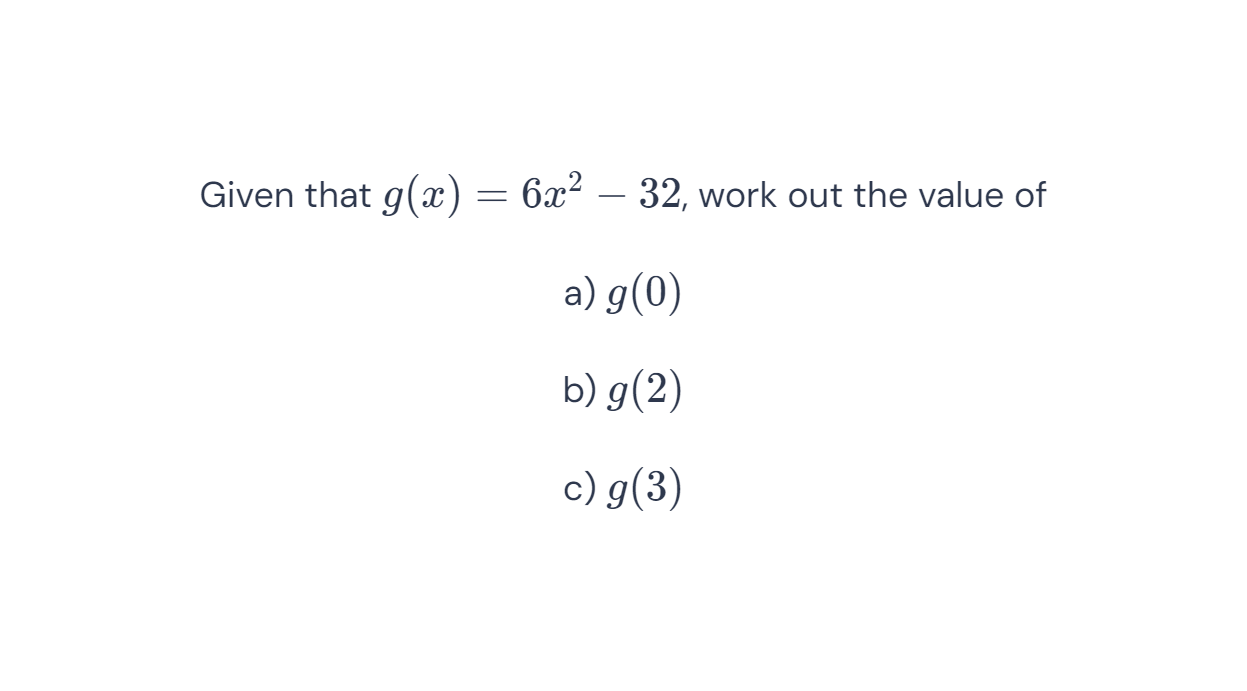 Given that g(x) = 6x² − 32, work out the value of
a) g(0)
b) g(2)
c) g(3)